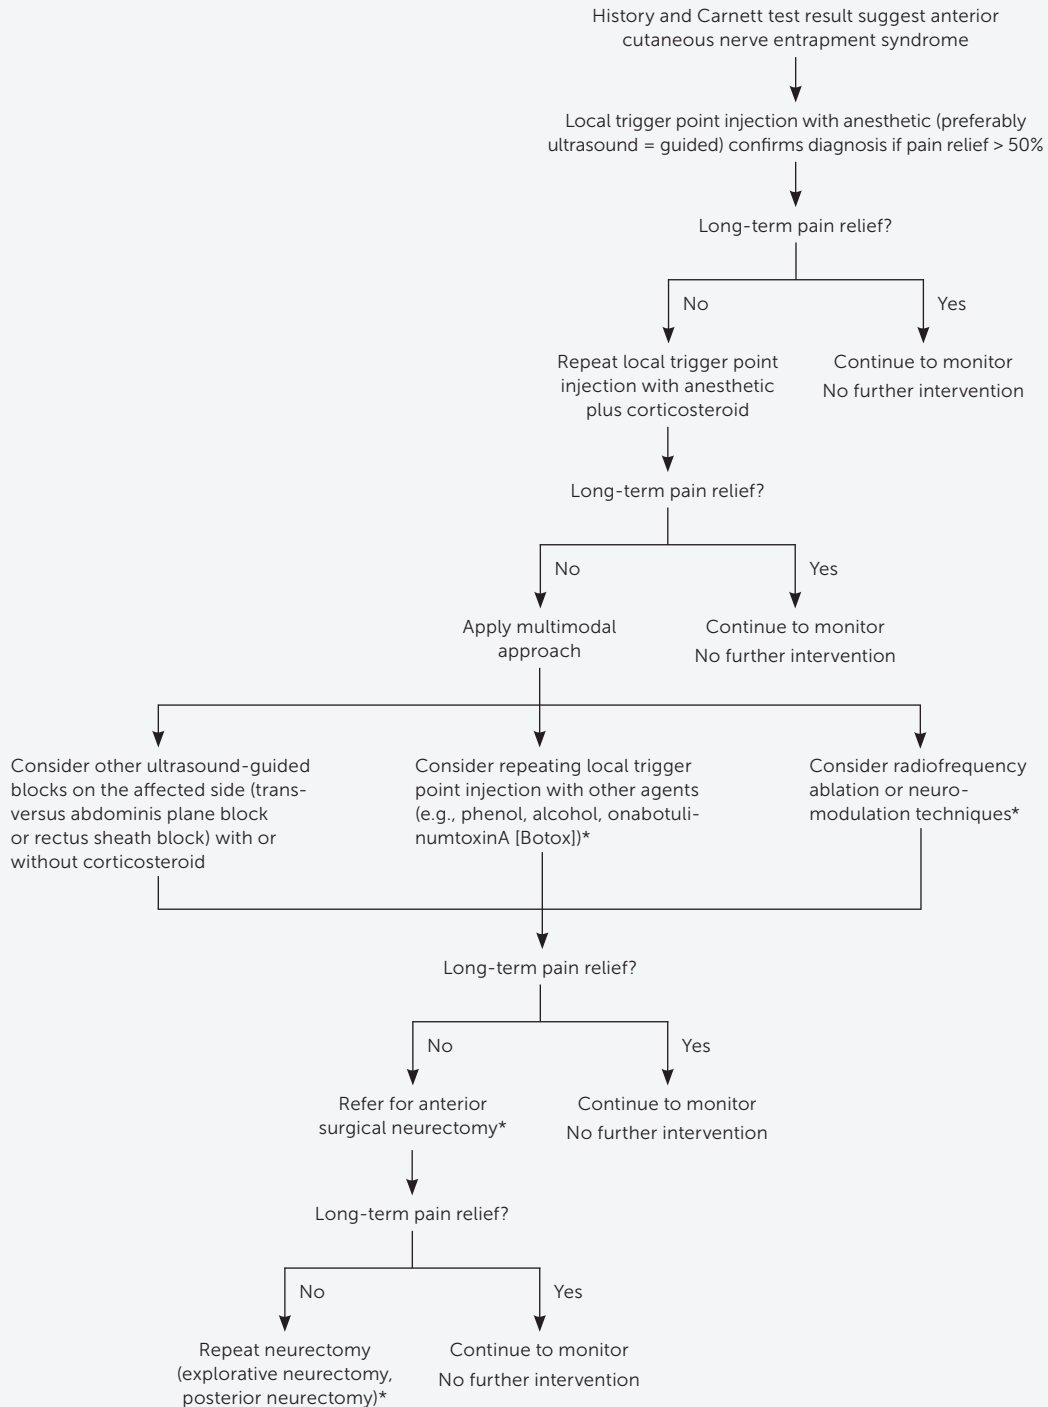 History and Carnett test result suggest anterior
cutaneous nerve entrapment syndrome
Local trigger point injection with anesthetic (preferably
ultrasound = guided) confirms diagnosis if pain relief > 50%
Long-term pain relief?
No
Yes
Repeat local trigger point
injection with anesthetic
plus corticosteroid
Continue to monitor
No further intervention
Long-term pain relief?
No
Yes
Apply multimodal
approach
Continue to monitor
No further intervention
Consider other ultrasound-guided
blocks on the affected side (trans-
versus abdominis plane block
or rectus sheath block) with or
without corticosteroid
Consider repeating local trigger
point injection with other agents
(e.g., phenol, alcohol, onabotuli-
numtoxinA [Botox])*
Consider radiofrequency
ablation or neuro-
modulation techniques*
Long-term pain relief?
No
Yes
Refer for anterior
surgical neurectomy*
Continue to monitor
No further intervention
Long-term pain relief?
No
Yes
Repeat neurectomy
(explorative neurectomy,
posterior neurectomy)*
Continue to monitor
No further intervention